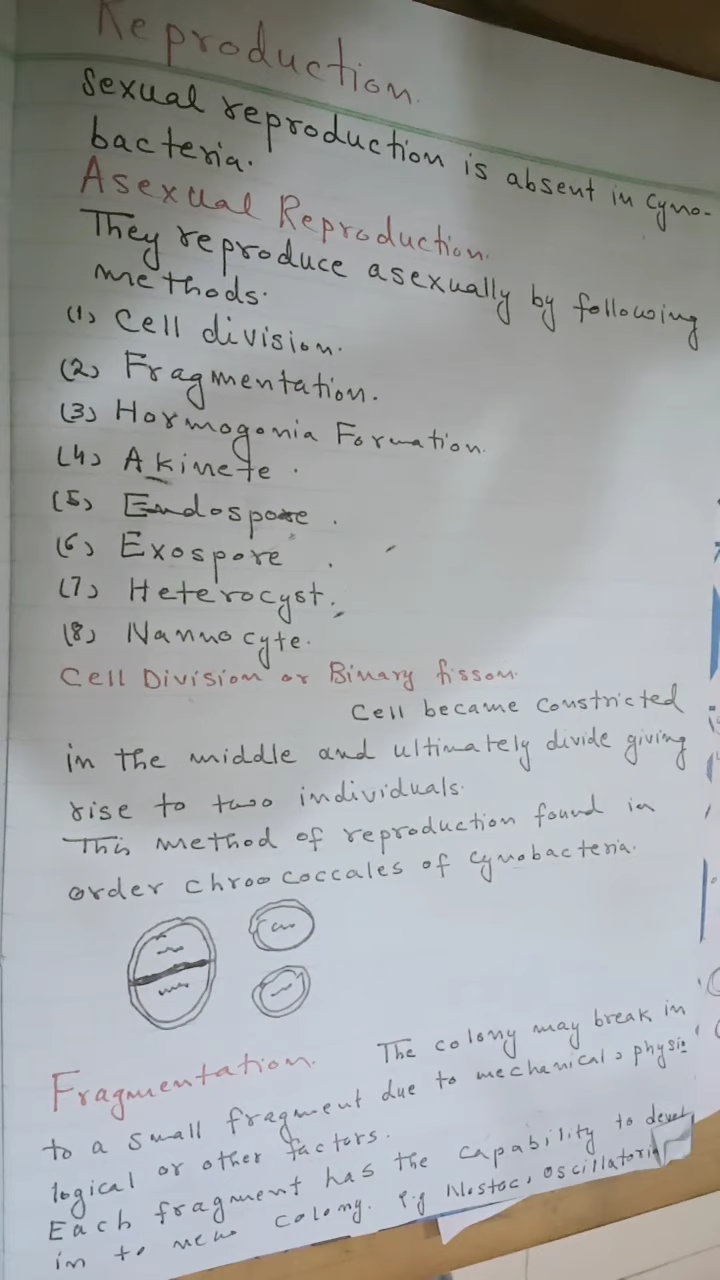 Reproduction.
Sexual reproduction is absent in Cyno-
bacteria.
Asexual Reproduction.
They reproduce asexually by following
methods.
(1) Cell division.
(2) Fragmentation.
(3) Hormogonia Formation.
(4) Akinete.
(5) Endospore.
(6) Exospore.
(7) Heterocyst.
(8) Nannocyte.
Cell Division or Binary fisson.
Cell became constricted
in the middle and ultimately divide giving
rise to two individuals.
This method of reproduction found in
order chroococcales of Cynobacteria.
Fragmentation. The colony may break in
to a small fragment due to mechanical, physio
logical or other factors.
Each fragment has the capability to devel
in to new colony. e.g Nostoc, Oscillatoria